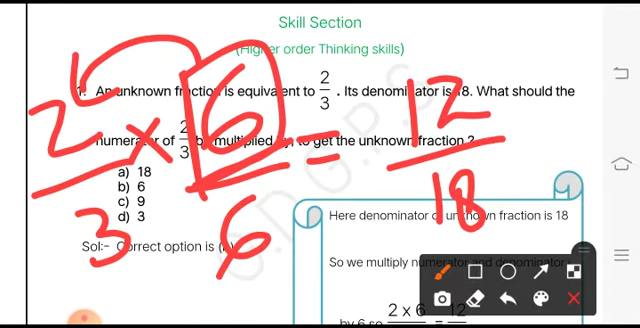 Skill Section
(Higher order Thinking skills)
1. An unknown fraction is equivalent to 2/3 . Its denominator is 18. What should the
numerator of 2/3 be multiplied by, to get the unknown fraction ?
a) 18
b) 6
c) 9
d) 3
Sol:- Correct option is (
2/3 × 6/6 = 12/18
Here denominator of unknown fraction is 18
So we multiply numerator and denominator
by 6 so 2 x 6 = 12